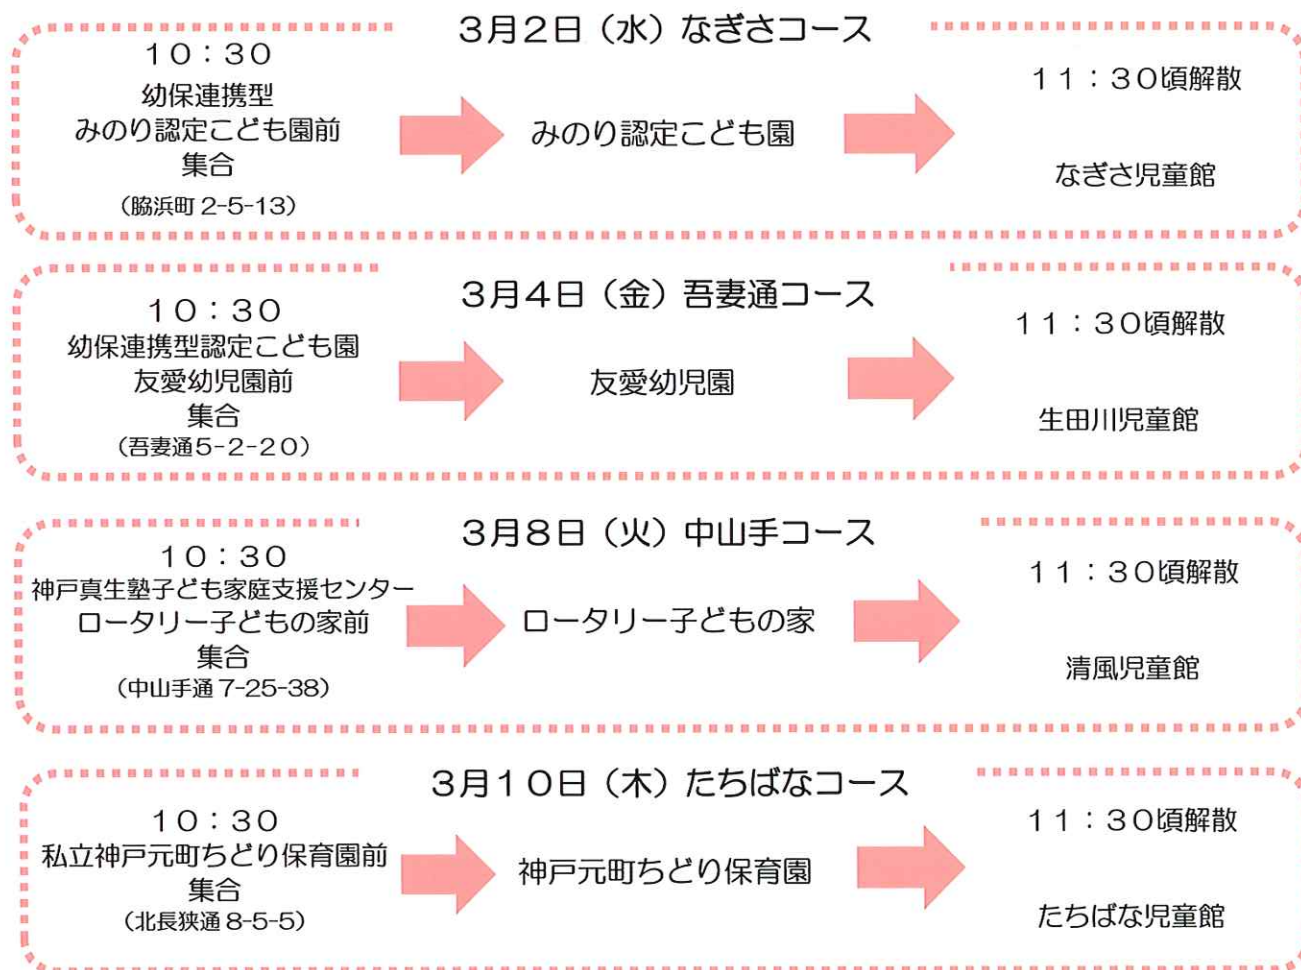 3月2日（水）なぎさコース
10：30
幼保連携型
みのり認定こども園前
集合
（脇浜町 2-5-13）
みのり認定こども園
11：30頃解散
なぎさ児童館
3月4日（金）吾妻通コース
10：30
幼保連携型認定こども園
友愛幼児園前
集合
（吾妻通5-2-20）
友愛幼児園
11：30頃解散
生田川児童館
3月8日（火）中山手コース
10：30
神戸真生塾子ども家庭支援センター
ロータリー子どもの家前
集合
（中山手通 7-25-38）
ロータリー子どもの家
11：30頃解散
清風児童館
3月10日（木）たちばなコース
10：30
私立神戸元町ちどり保育園前
集合
（北長狭通 8-5-5）
神戸元町ちどり保育園
11：30頃解散
たちばな児童館